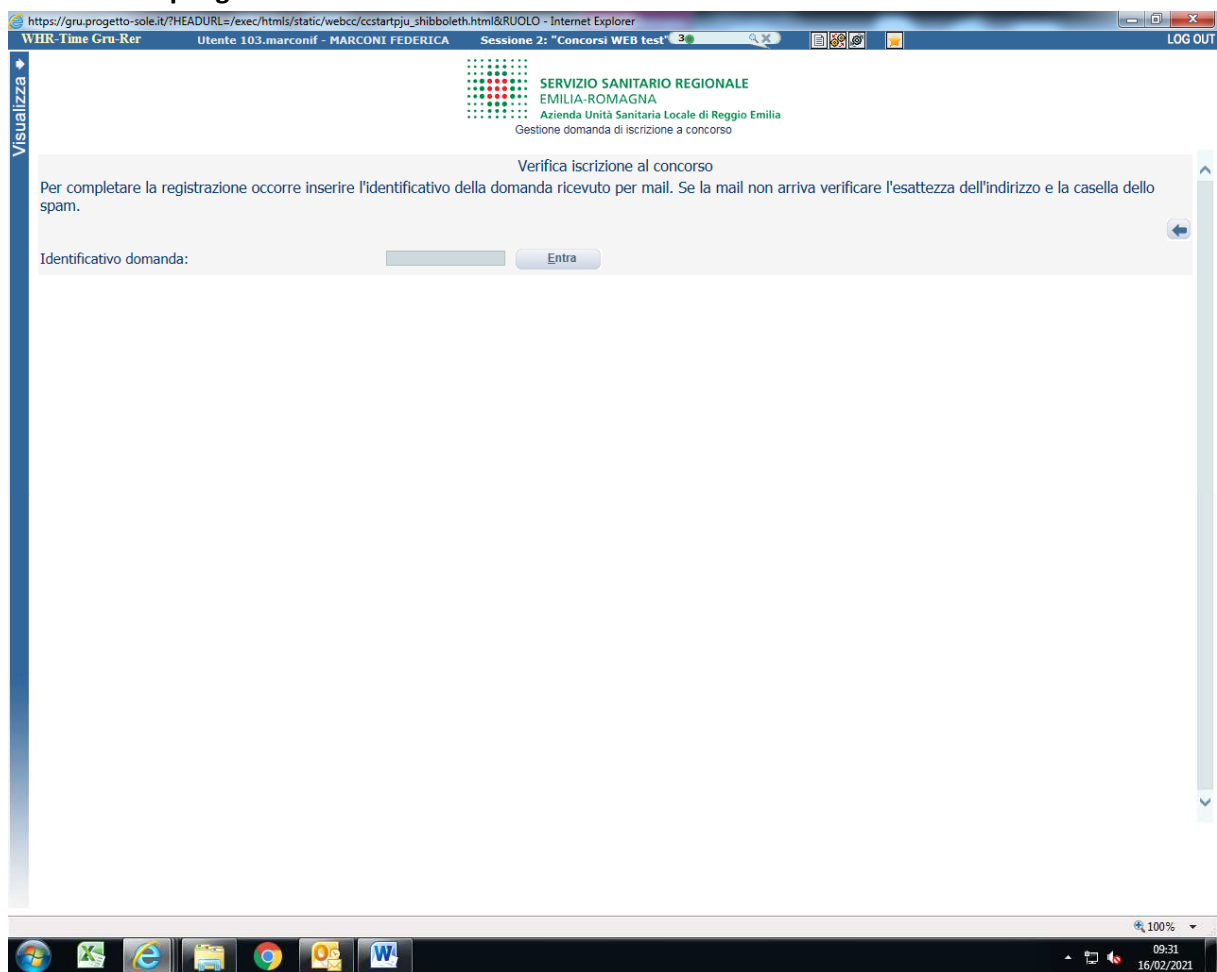 https://gru.progetto-sole.it/?HEADURL=/exec/htmls/static/webcc/ccstartpju_shibboleth.html&RUOLO - Internet Explorer
WHR-Time Gru-Rer Utente 103.marconif - MARCONI FEDERICA Sessione 2: "Concorsi WEB test" 3 LOG OUT
Visualizza
SERVIZIO SANITARIO REGIONALE
EMILIA-ROMAGNA
Azienda Unità Sanitaria Locale di Reggio Emilia
Gestione domanda di iscrizione a concorso
Verifica iscrizione al concorso
Per completare la registrazione occorre inserire l'identificativo della domanda ricevuto per mail. Se la mail non arriva verificare l'esattezza dell'indirizzo e la casella dello
spam.
Identificativo domanda: Entra
100%
09:31
16/02/2021